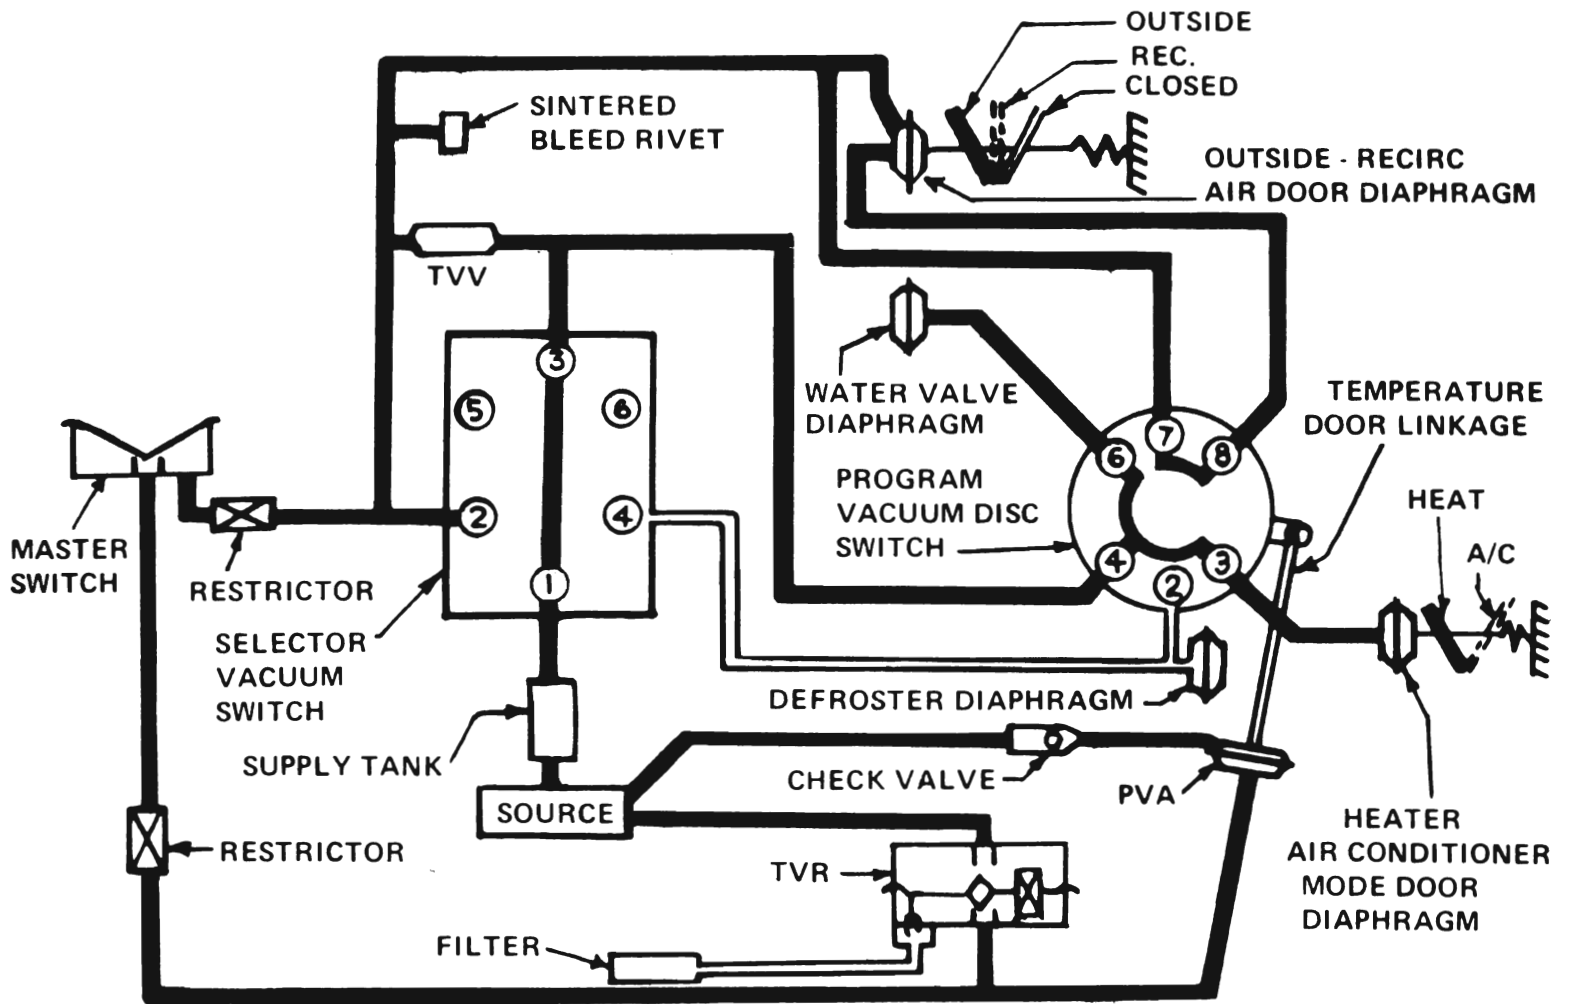 OUTSIDE
REC.
CLOSED
SINTERED
BLEED RIVET
OUTSIDE - RECIRC
AIR DOOR DIAPHRAGM
TVV
3
5
6
2
4
1
WATER VALVE
DIAPHRAGM
TEMPERATURE
DOOR LINKAGE
7
6
8
4
3
2
PROGRAM
VACUUM DISC
SWITCH
HEAT
A/C
MASTER
SWITCH
RESTRICTOR
SELECTOR
VACUUM
SWITCH
DEFROSTER DIAPHRAGM
SUPPLY TANK
CHECK VALVE
PVA
SOURCE
HEATER
AIR CONDITIONER
MODE DOOR
DIAPHRAGM
RESTRICTOR
TVR
FILTER